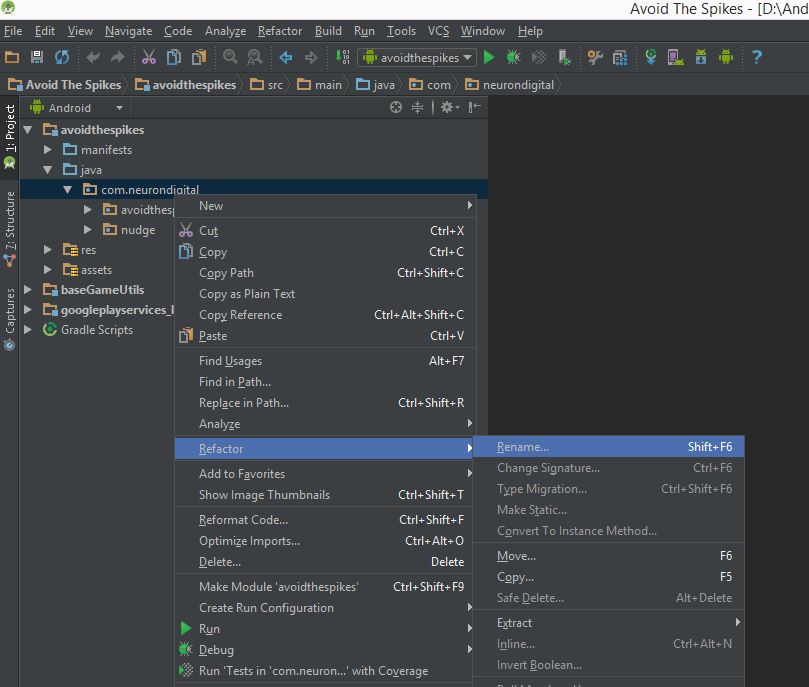 Avoid The Spikes - [D:\And
File Edit View Navigate Code Analyze Refactor Build Run Tools VCS Window Help
avoidthespikes
Avoid The Spikes avoidthespikes src main java com neurondigital
1: Project
7: Structure
Captures
Android
avoidthespikes
manifests
java
com.neurondigital
avoidthesp
nudge
res
assets
baseGameUtils
googleplayservices_l
Gradle Scripts
New
Cut Ctrl+X
Copy Ctrl+C
Copy Path Ctrl+Shift+C
Copy as Plain Text
Copy Reference Ctrl+Alt+Shift+C
Paste Ctrl+V
Find Usages Alt+F7
Find in Path...
Replace in Path... Ctrl+Shift+R
Analyze
Refactor
Add to Favorites
Show Image Thumbnails Ctrl+Shift+T
Reformat Code... Ctrl+Shift+F
Optimize Imports... Ctrl+Alt+O
Delete... Delete
Make Module 'avoidthespikes' Ctrl+Shift+F9
Create Run Configuration
Run
Debug
Run 'Tests in 'com.neuron...' with Coverage
Rename... Shift+F6
Change Signature... Ctrl+F6
Type Migration... Ctrl+Shift+F6
Make Static...
Convert To Instance Method...
Move... F6
Copy... F5
Safe Delete... Alt+Delete
Extract
Inline... Ctrl+Alt+N
Invert Boolean...